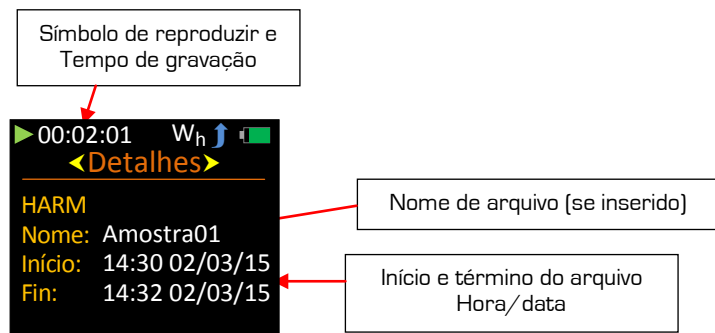 Símbolo de reproduzir e
Tempo de gravação
00:02:01 Wh
Detalhes
HARM
Nome: Amostra01
Início: 14:30 02/03/15
Fin: 14:32 02/03/15
Nome de arquivo (se inserido)
Início e término do arquivo
Hora/data